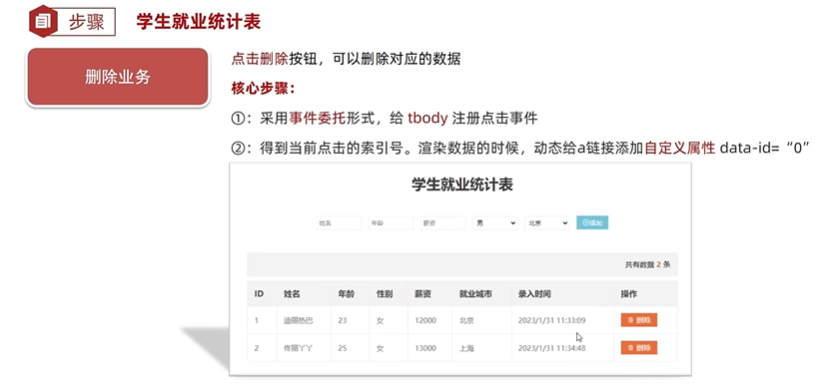 步骤 学生就业统计表
删除业务
点击删除按钮，可以删除对应的数据
核心步骤：
①：采用事件委托形式，给 tbody 注册点击事件
②：得到当前点击的索引号。渲染数据的时候，动态给a链接添加自定义属性 data-id=“0”
学生就业统计表
姓名 年龄 薪资 男 北京 添加
共有数据 2 条
ID 姓名 年龄 性别 薪资 就业城市 录入时间 操作
1 迪丽热巴 23 女 12000 北京 2023/1/31 11:33:09 删除
2 佟丽丫丫 25 女 13000 上海 2023/1/31 11:34:48 删除